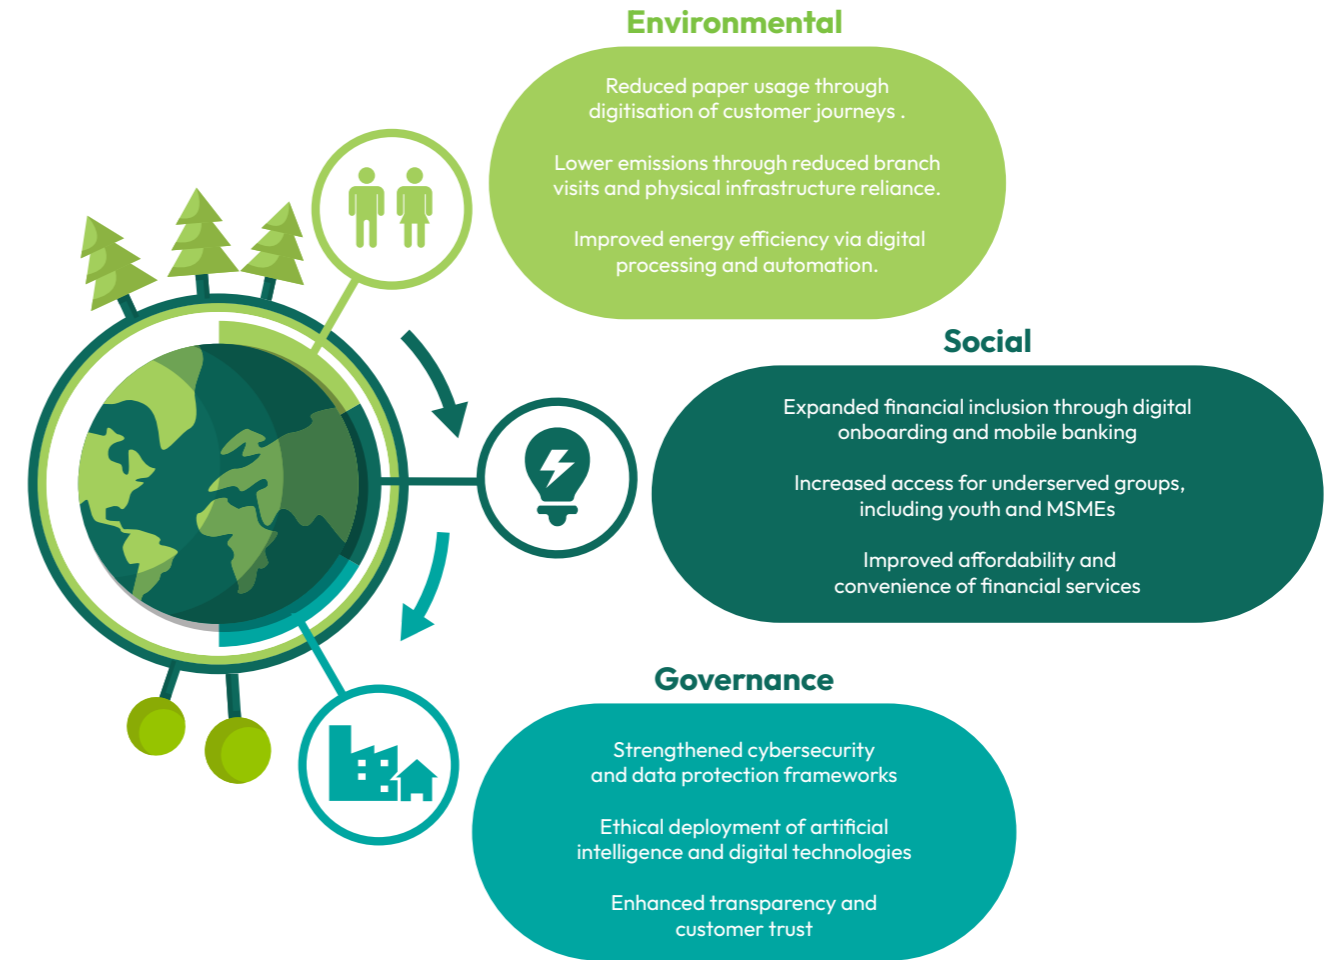 Environmental
Reduced paper usage through
digitisation of customer journeys .
Lower emissions through reduced branch
visits and physical infrastructure reliance.
Improved energy efficiency via digital
processing and automation.
Social
Expanded financial inclusion through digital
onboarding and mobile banking
Increased access for underserved groups,
including youth and MSMEs
Improved affordability and
convenience of financial services
Governance
Strengthened cybersecurity
and data protection frameworks
Ethical deployment of artificial
intelligence and digital technologies
Enhanced transparency and
customer trust